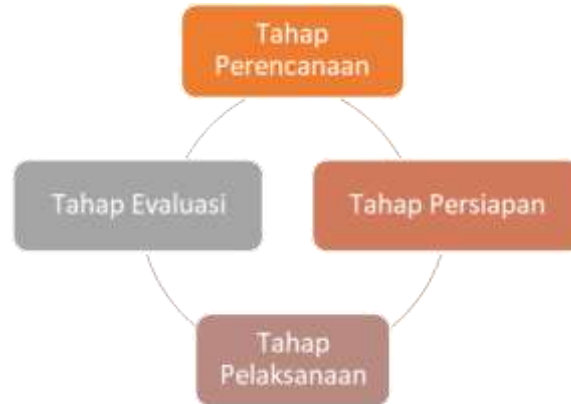 Tahap
Perencanaan
Tahap Evaluasi
Tahap Persiapan
Tahap
Pelaksanaan